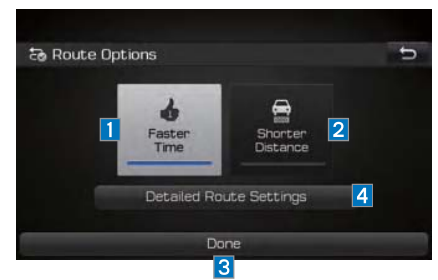 Route Options
1
Faster
Time
Shorter
Distance
2
Detailed Route Settings
4
Done
3